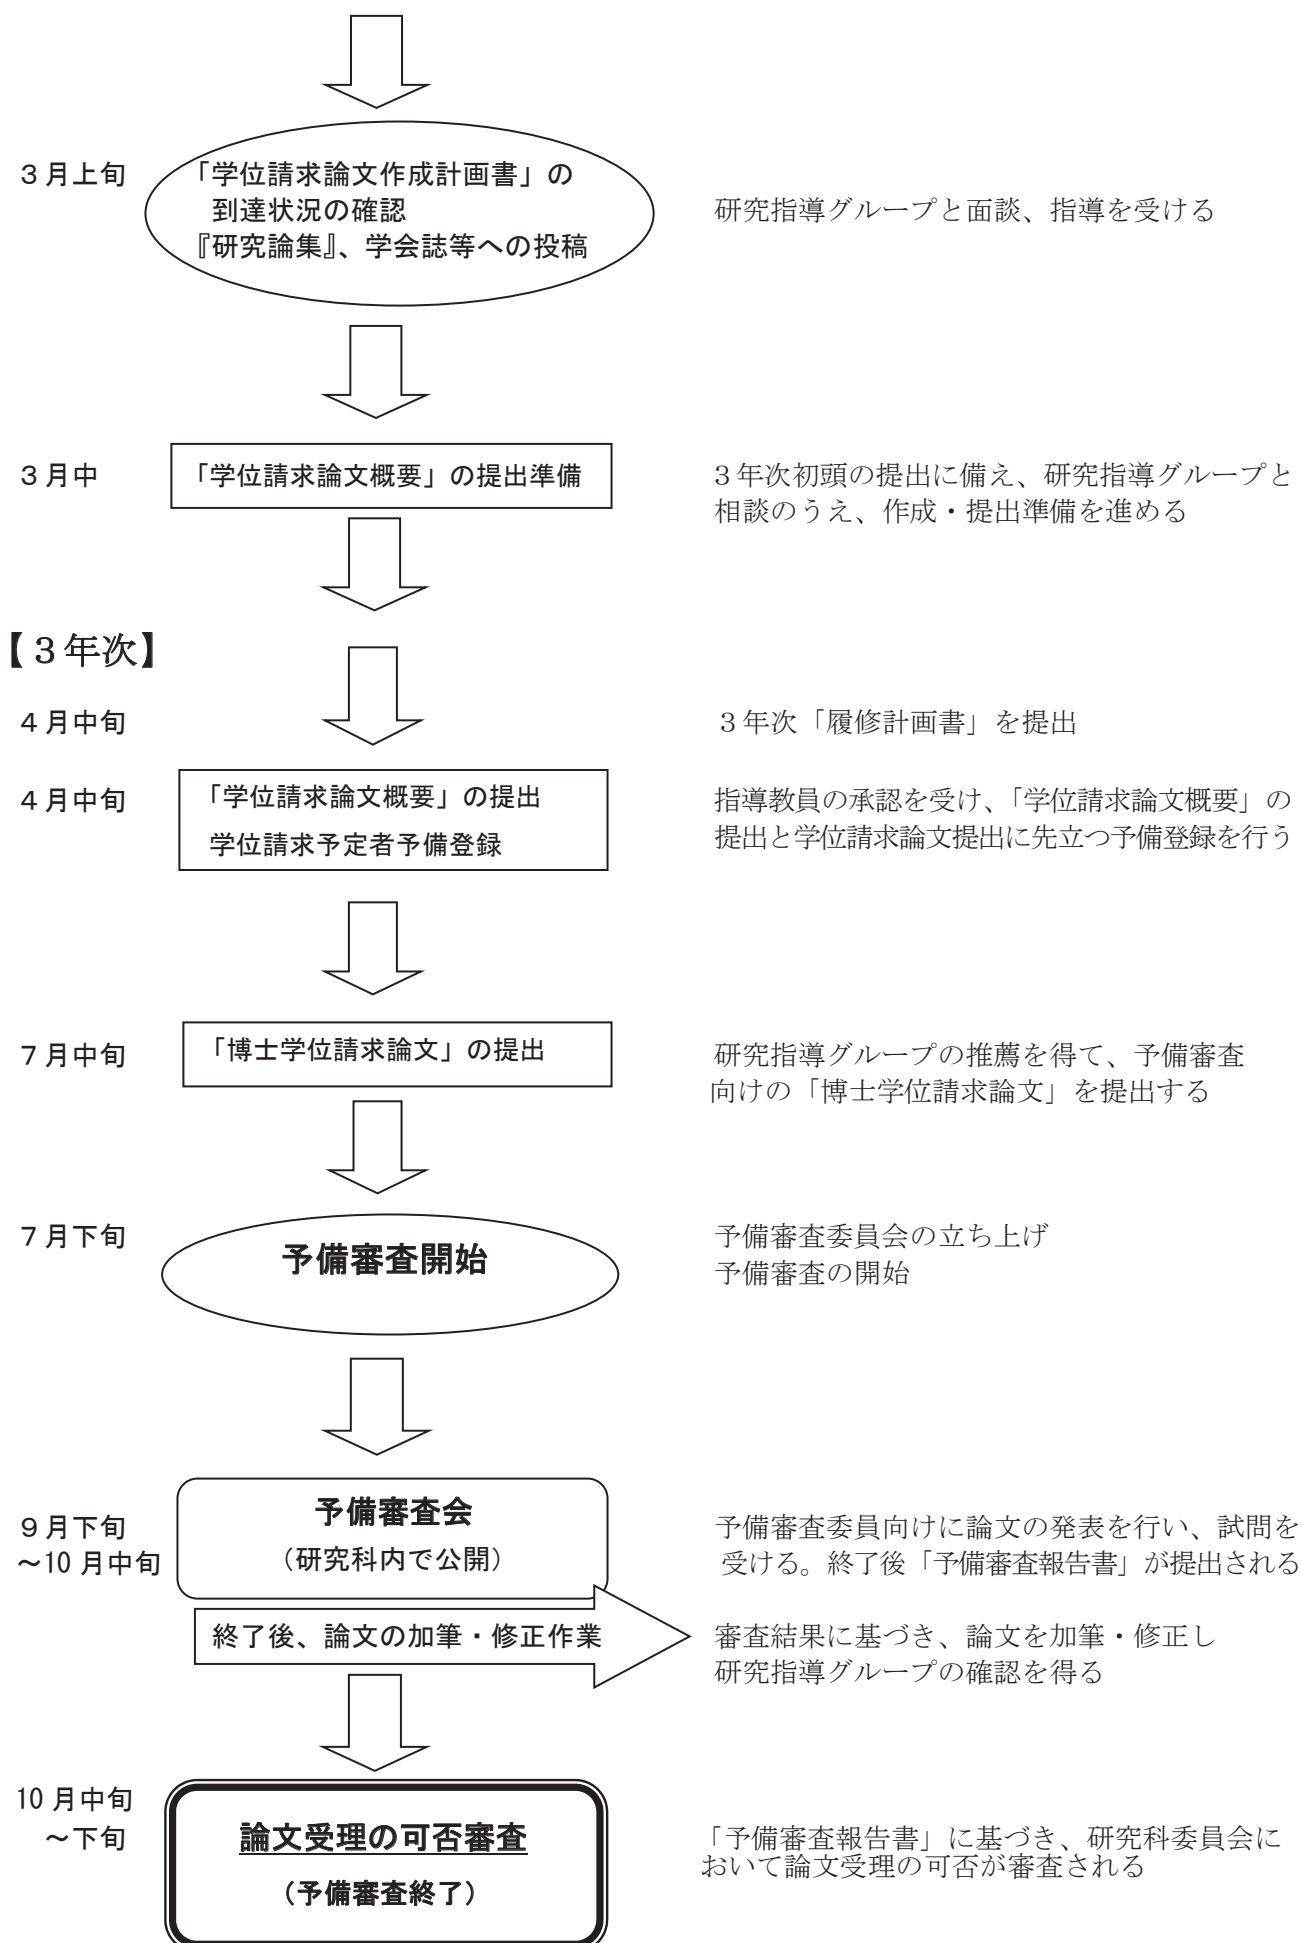 3月上旬
「学位請求論文作成計画書」の
到達状況の確認
『研究論集』、学会誌等への投稿
研究指導グループと面談、指導を受ける
3月中
「学位請求論文概要」の提出準備
3年次初頭の提出に備え、研究指導グループと
相談のうえ、作成・提出準備を進める
【３年次】
4月中旬
３年次「履修計画書」を提出
4月中旬
「学位請求論文概要」の提出
学位請求予定者予備登録
指導教員の承認を受け、「学位請求論文概要」の
提出と学位請求論文提出に先立つ予備登録を行う
7月中旬
「博士学位請求論文」の提出
研究指導グループの推薦を得て、予備審査
向けの「博士学位請求論文」を提出する
7月下旬
予備審査開始
予備審査委員会の立ち上げ
予備審査の開始
9月下旬
～10月中旬
予備審査会
（研究科内で公開）
予備審査委員向けに論文の発表を行い、試問を
受ける。終了後「予備審査報告書」が提出される
終了後、論文の加筆・修正作業
審査結果に基づき、論文を加筆・修正し
研究指導グループの確認を得る
10月中旬
～下旬
論文受理の可否審査
（予備審査終了）
「予備審査報告書」に基づき、研究科委員会に
おいて論文受理の可否が審査される